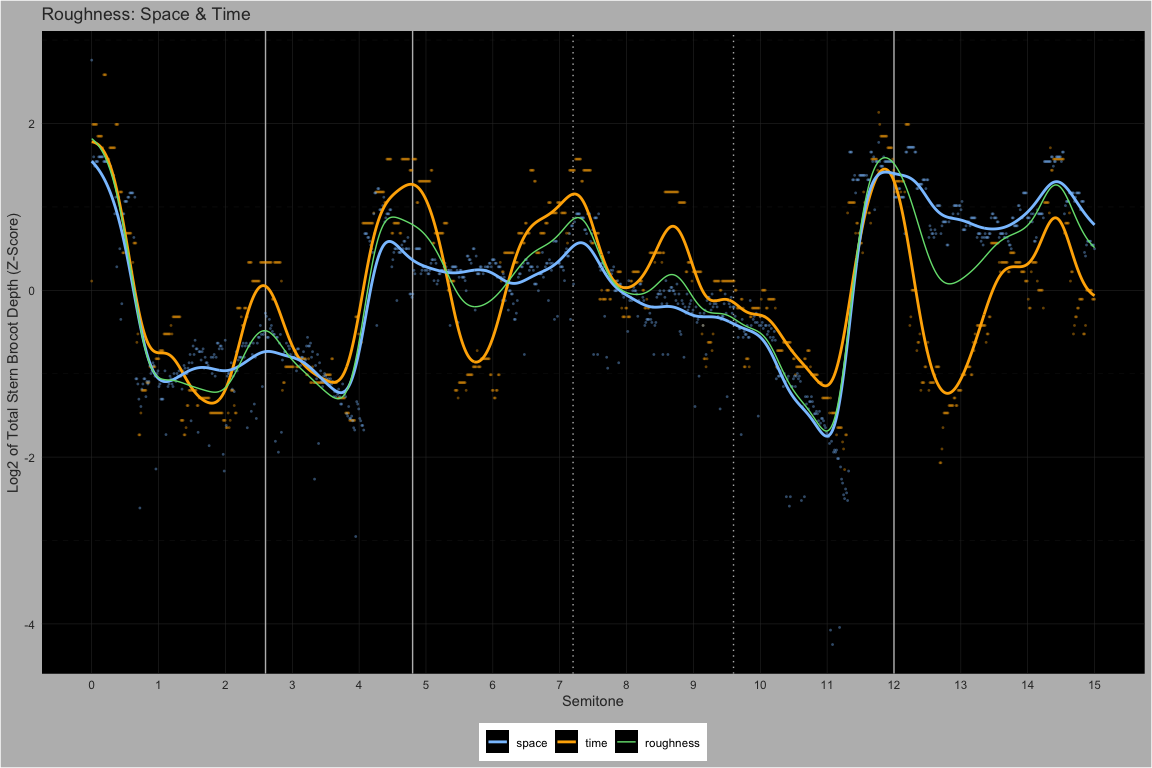 Roughness: Space & Time
Log2 of Total Stern Brocot Depth (Z-Score)
2
0
-2
-4
0 1 2 3 4 5 6 7 8 9 10 11 12 13 14 15
Semitone
space time roughness